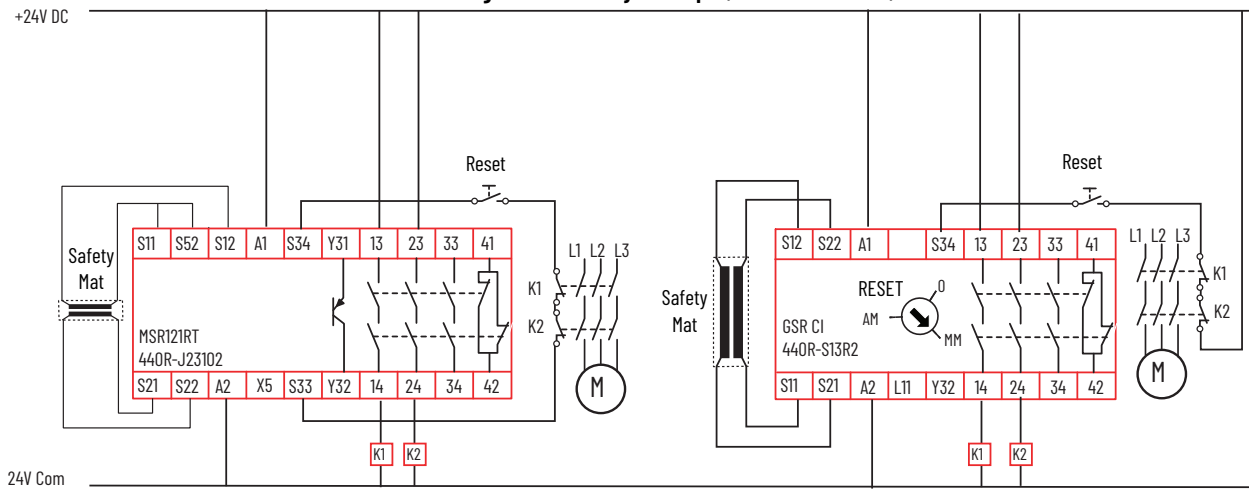 +24V DC
Reset
S11 S52 S12 A1 S34 Y31 13 23 33 41
Safety
Mat
L1 L2 L3
K1
K2
MSR121RT
440R-J23102
M
S21 S22 A2 X5 S33 Y32 14 24 34 42
K1 K2
Reset
S12 S22 A1 S34 13 23 33 41
Safety
Mat
L1 L2 L3
K1
K2
RESET
0
AM
MM
GSR CI
440R-S13R2
M
S11 S21 A2 L11 Y32 14 24 34 42
K1 K2
24V Com